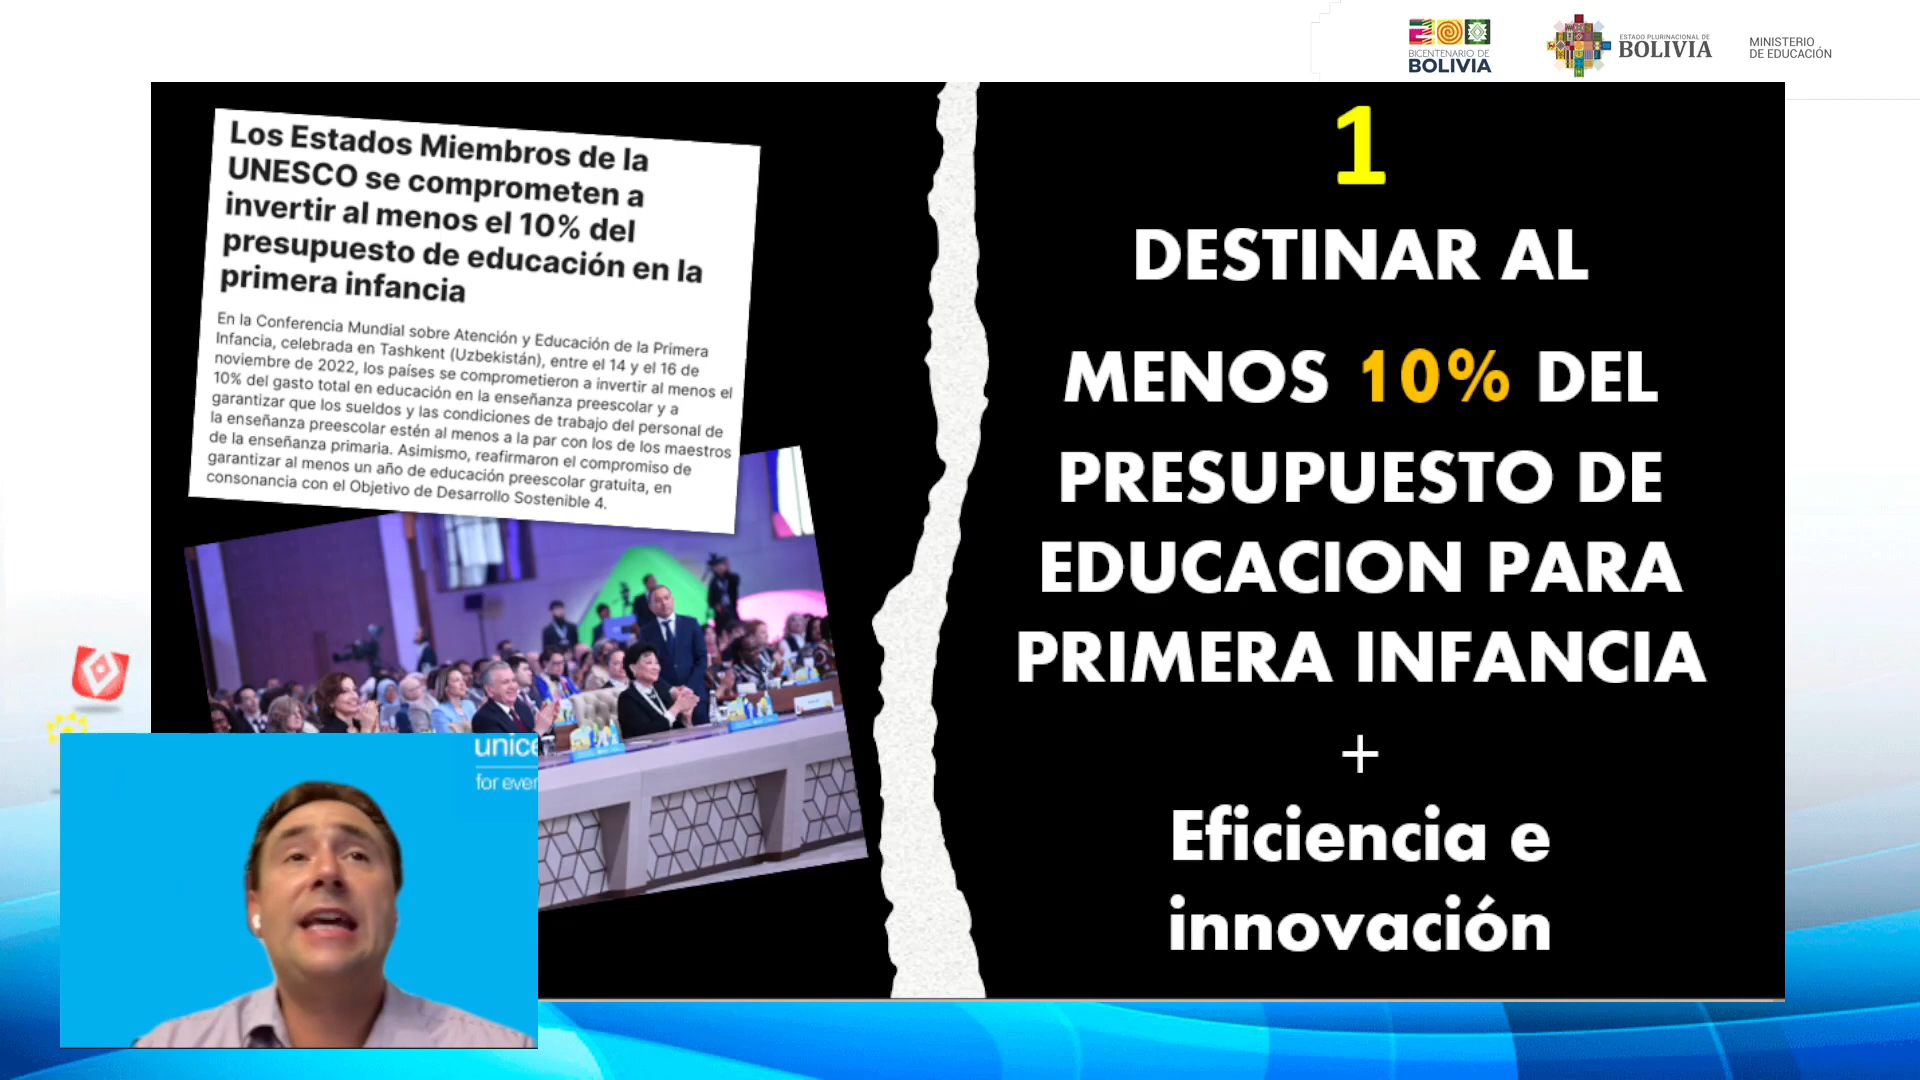 BICENTENARIO DE
BOLIVIA
ESTADO PLURINACIONAL DE
BOLIVIA
MINISTERIO
DE EDUCACIÓN
Los Estados Miembros de la
UNESCO se comprometen a
invertir al menos el 10% del
presupuesto de educación en la
primera infancia
En la Conferencia Mundial sobre Atención y Educación de la Primera
Infancia, celebrada en Tashkent (Uzbekistán), entre el 14 y el 16 de
noviembre de 2022, los países se comprometieron a invertir al menos el
10% del gasto total en educación en la enseñanza preescolar y a
garantizar que los sueldos y las condiciones de trabajo del personal de
la enseñanza preescolar estén al menos a la par con los de los maestros
de la enseñanza primaria. Asimismo, reafirmaron el compromiso de
garantizar al menos un año de educación preescolar gratuita, en
consonancia con el Objetivo de Desarrollo Sostenible 4.
1
DESTINAR AL
MENOS 10% DEL
PRESUPUESTO DE
EDUCACION PARA
PRIMERA INFANCIA
+
Eficiencia e
innovación
unice
for ever